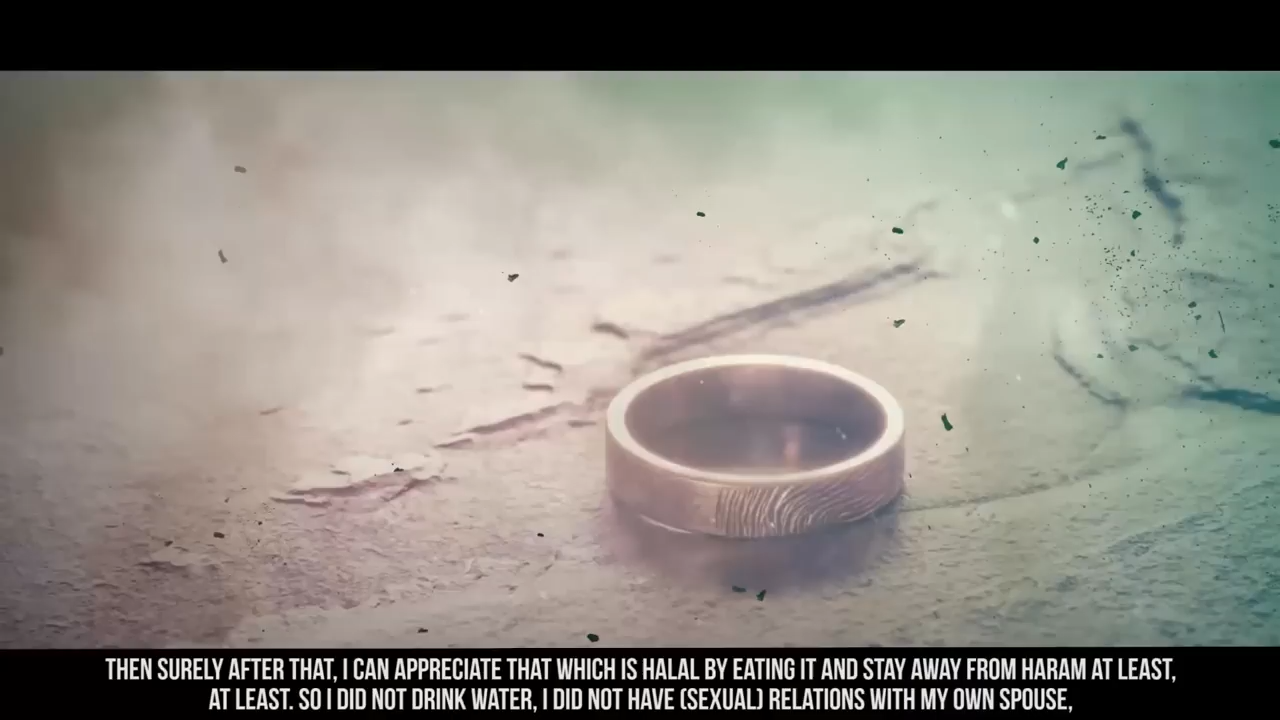 THEN SURELY AFTER THAT, I CAN APPRECIATE THAT WHICH IS HALAL BY EATING IT AND STAY AWAY FROM HARAM AT LEAST,
AT LEAST. SO I DID NOT DRINK WATER, I DID NOT HAVE (SEXUAL) RELATIONS WITH MY OWN SPOUSE,